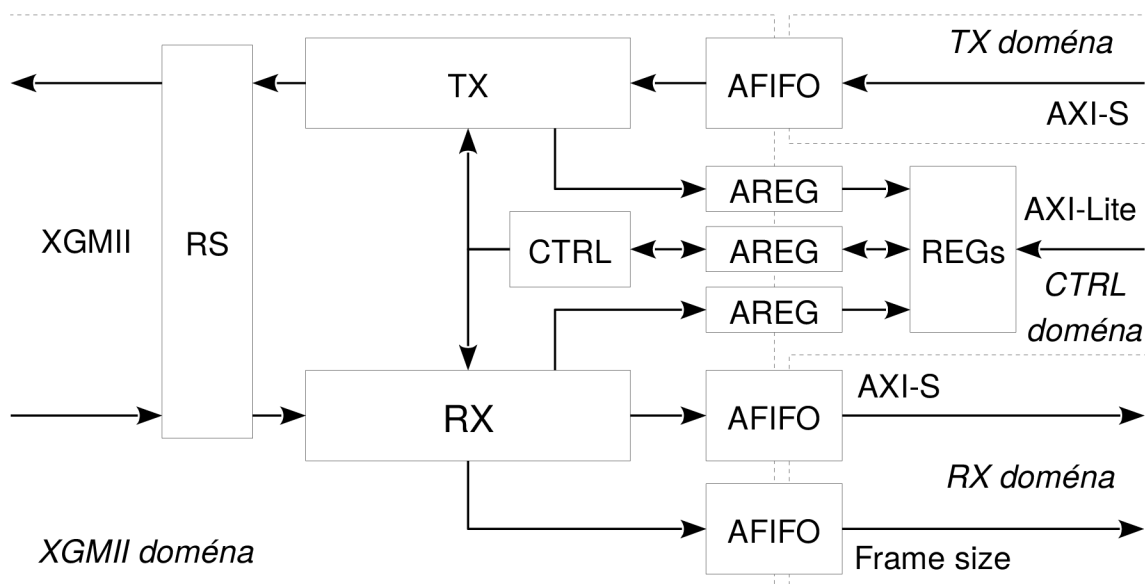 TX doména
TX
AFIFO
AXI-S
AREG
AXI-Lite
XGMII
RS
CTRL
AREG
REGs
CTRL
doména
AREG
AXI-S
RX
AFIFO
RX doména
AFIFO
XGMII doména
Frame size